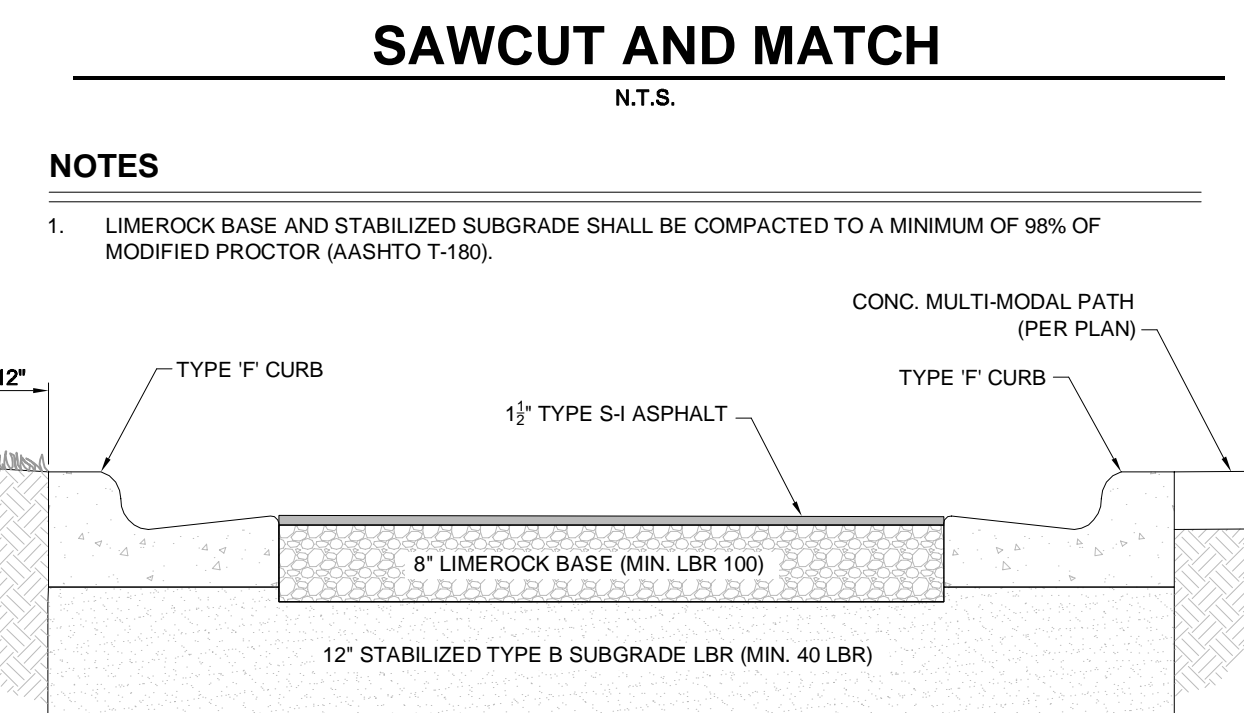 SAWCUT AND MATCH
N.T.S.
NOTES
1. LIMEROCK BASE AND STABILIZED SUBGRADE SHALL BE COMPACTED TO A MINIMUM OF 98% OF
MODIFIED PROCTOR (AASHTO T-180).
CONC. MULTI-MODAL PATH
(PER PLAN)
12"
TYPE 'F' CURB
TYPE 'F' CURB
1½" TYPE S-I ASPHALT
8" LIMEROCK BASE (MIN. LBR 100)
12" STABILIZED TYPE B SUBGRADE LBR (MIN. 40 LBR)